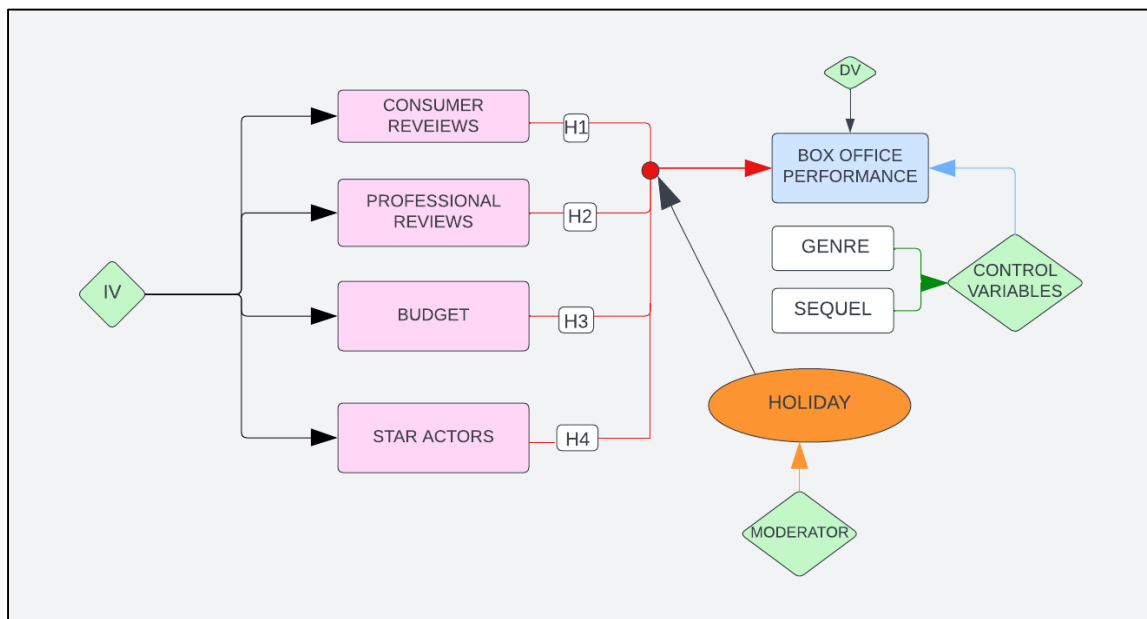 IV
CONSUMER
REVEIEWS
PROFESSIONAL
REVIEWS
BUDGET
STAR ACTORS
H1
H2
H3
H4
DV
BOX OFFICE
PERFORMANCE
GENRE
SEQUEL
CONTROL
VARIABLES
HOLIDAY
MODERATOR